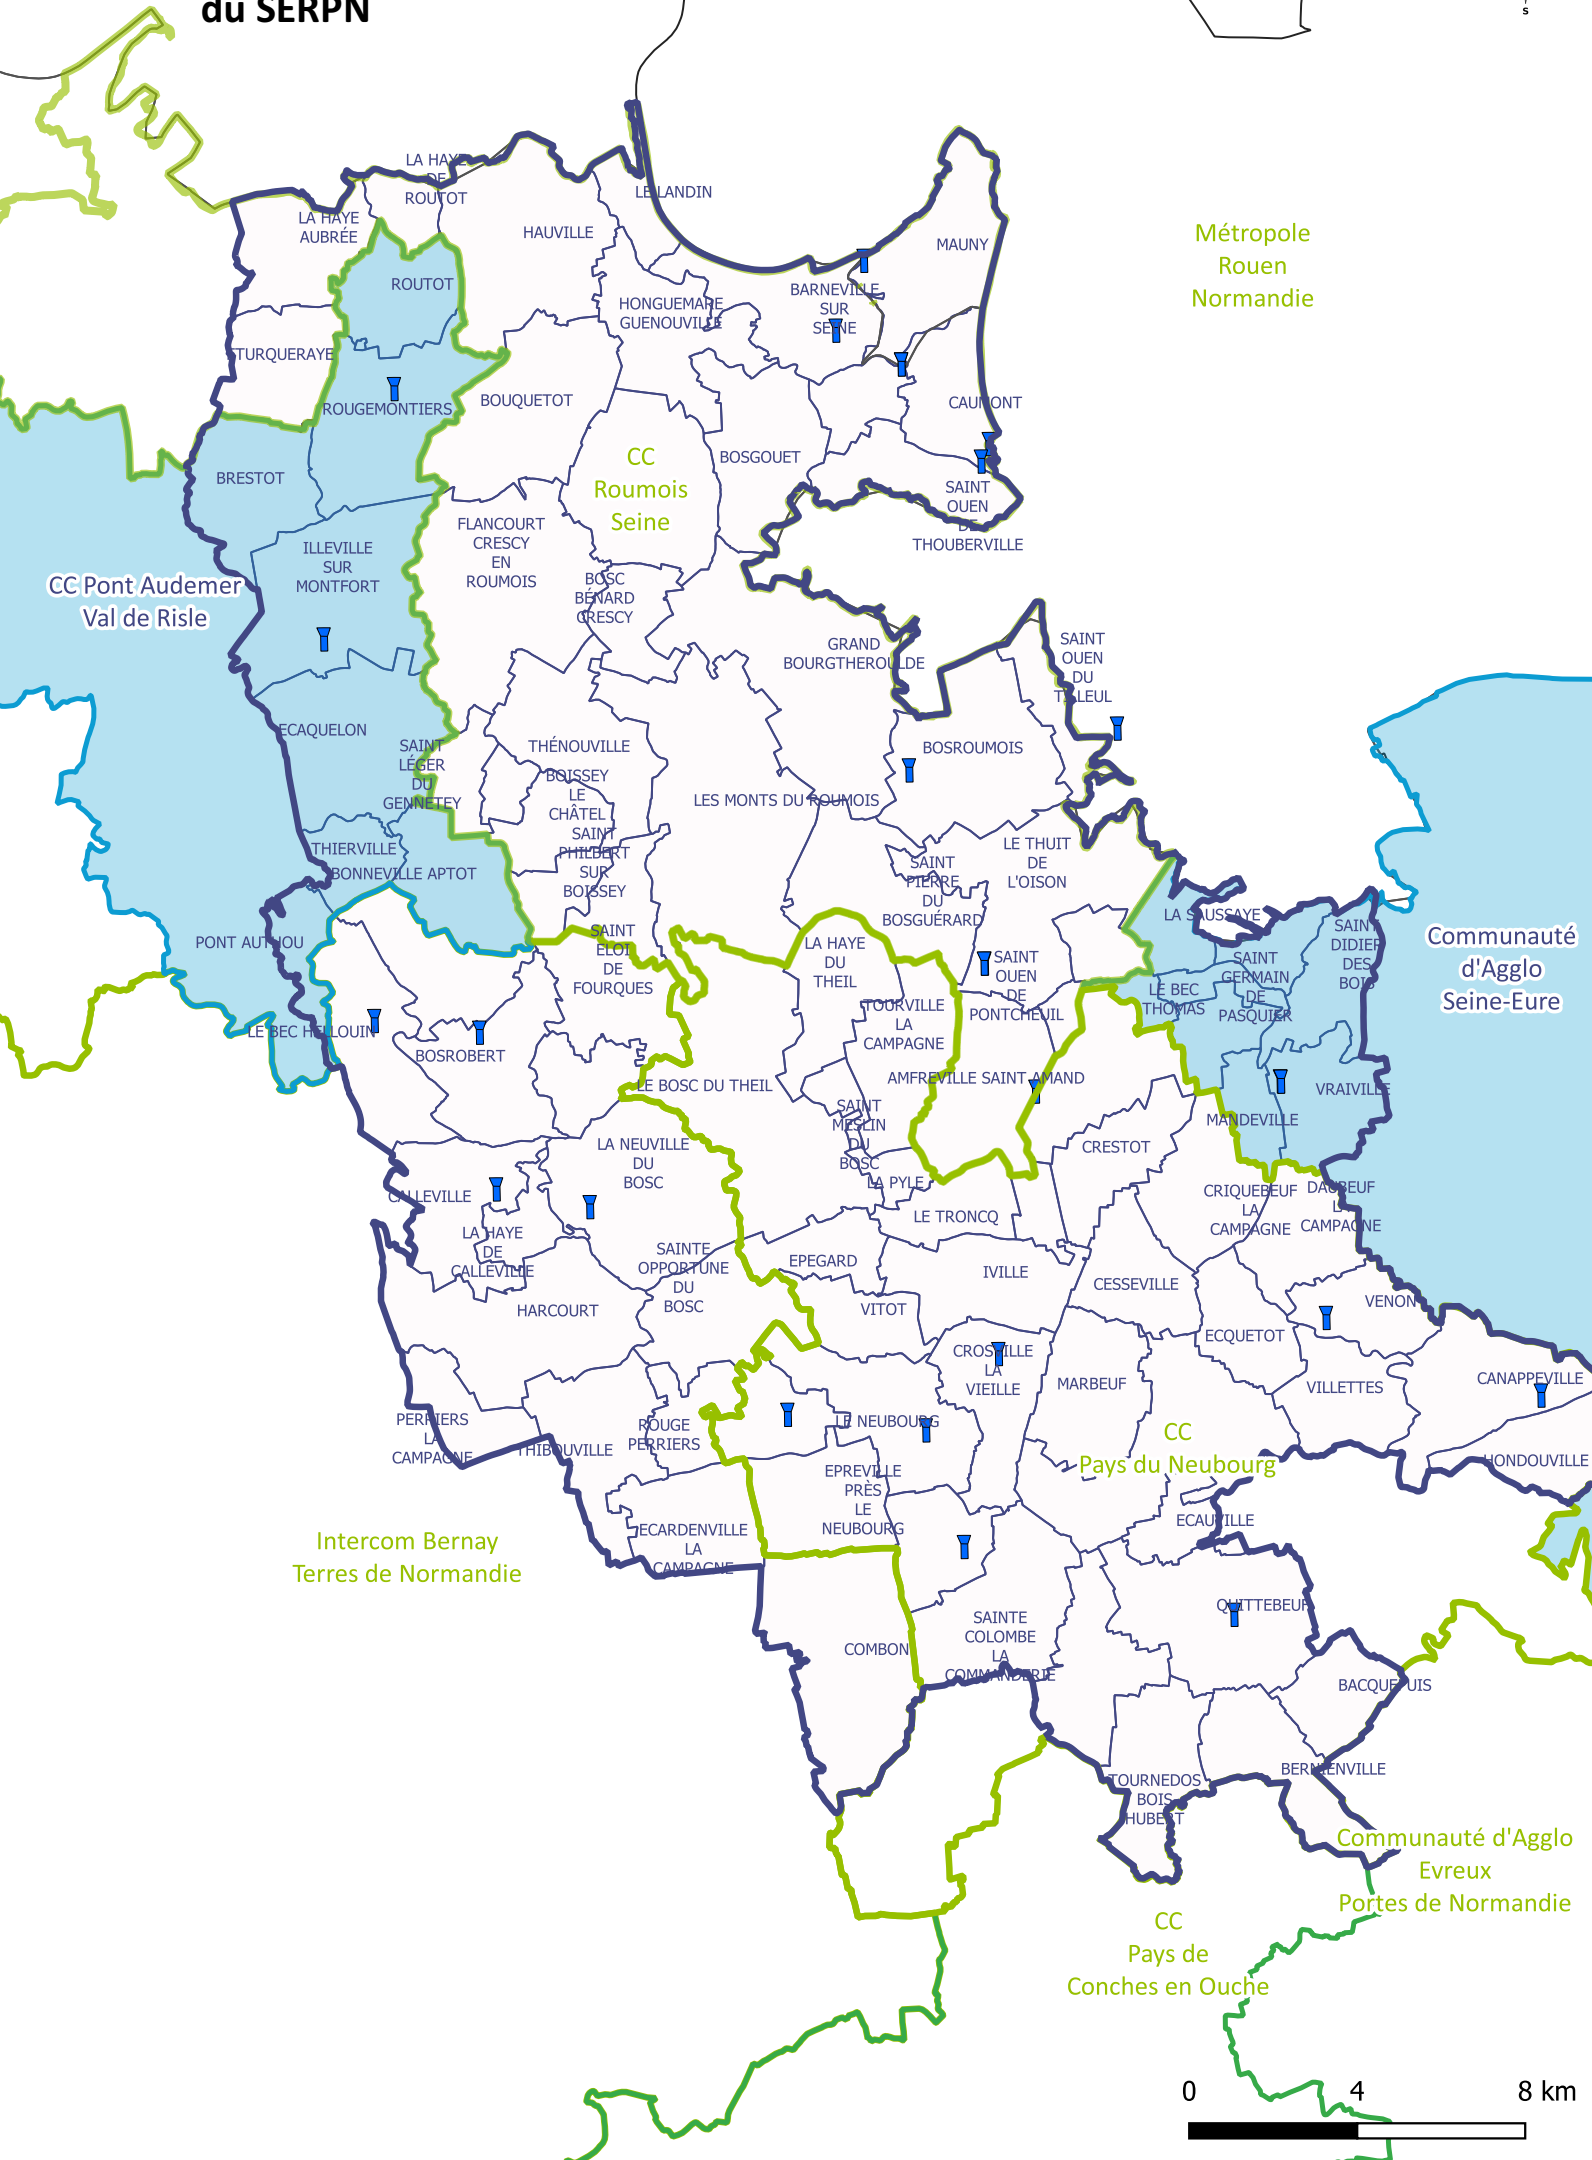 du SERPN
S
LA HAYE
DE
ROUTOT
LE LANDIN
LA HAYE
AUBRÉE
HAUVILLE
MAUNY
Métropole
Rouen
Normandie
ROUTOT
BARNEVILLE
SUR
SEINE
HONGUEMARE
GUENOUVILLE
TURQUERAYE
ROUGEMONTIERS
BOUQUETOT
CAUMONT
CC
Roumois
Seine
BOSGOUET
BRESTOT
SAINT
OUEN
DE
THOUBERVILLE
FLANCOURT
CRESCY
EN
ROUMOIS
ILLEVILLE
SUR
MONTFORT
CC Pont Audemer
Val de Risle
BOSC
BÉNARD
CRESCY
GRAND
BOURGTHEROULDE
SAINT
OUEN
DU
TILLEUL
ECAQUELON
SAINT
LÉGER
DU
GENNETEY
THÉNOUVILLE
BOSROUMOIS
BOISSEY
LE
CHÂTEL
LES MONTS DU ROUMOIS
SAINT
PHILBERT
SUR
BOISSEY
THIERVILLE
BONNEVILLE APTOT
LE THUIT
DE
L'OISON
SAINT
PIERRE
DU
BOSGUÉRARD
LA SAUSSAYE
PONT AUTHOU
SAINT
ELOI
DE
FOURQUES
LA HAYE
DU
THEIL
SAINT
DIDIER
DES
BOIS
Communauté
d'Agglo
Seine-Eure
SAINT
OUEN
DE
PONTCHEUIL
SAINT
GERMAIN
DE
PASQUIER
LE BEC
THOMAS
TOURVILLE
LA
CAMPAGNE
LE BEC HELLOUIN
BOSROBERT
LE BOSC DU THEIL
AMFREVILLE SAINT AMAND
VRAIVILLE
MANDEVILLE
SAINT
MESLIN
DU
BOSC
LA NEUVILLE
DU
BOSC
CRESTOT
LA PYLE
CALLEVILLE
CRIQUEBEUF
LA
CAMPAGNE
DAUBEUF
LA
CAMPAGNE
LE TRONCQ
LA HAYE
DE
CALLEVILLE
SAINTE
OPPORTUNE
DU
BOSC
EPEGARD
IVILLE
CESSEVILLE
HARCOURT
VITOT
VENON
ECQUETOT
CROSVILLE
LA
VIEILLE
MARBEUF
VILLETTES
CANAPPEVILLE
PERRIERS
LA
CAMPAGNE
ROUGE
PERRIERS
LE NEUBOURG
CC
Pays du Neubourg
THIBOUVILLE
HONDOUVILLE
EPREVILLE
PRÈS
LE
NEUBOURG
ECAUVILLE
Intercom Bernay
Terres de Normandie
ECARDENVILLE
LA
CAMPAGNE
QUITTEBEUF
SAINTE
COLOMBE
LA
COMMANDERIE
COMBON
BACQUEPUIS
BERNIENVILLE
TOURNEDOS
BOIS
HUBERT
Communauté d'Agglo
Evreux
Portes de Normandie
CC
Pays de
Conches en Ouche
0 4 8 km